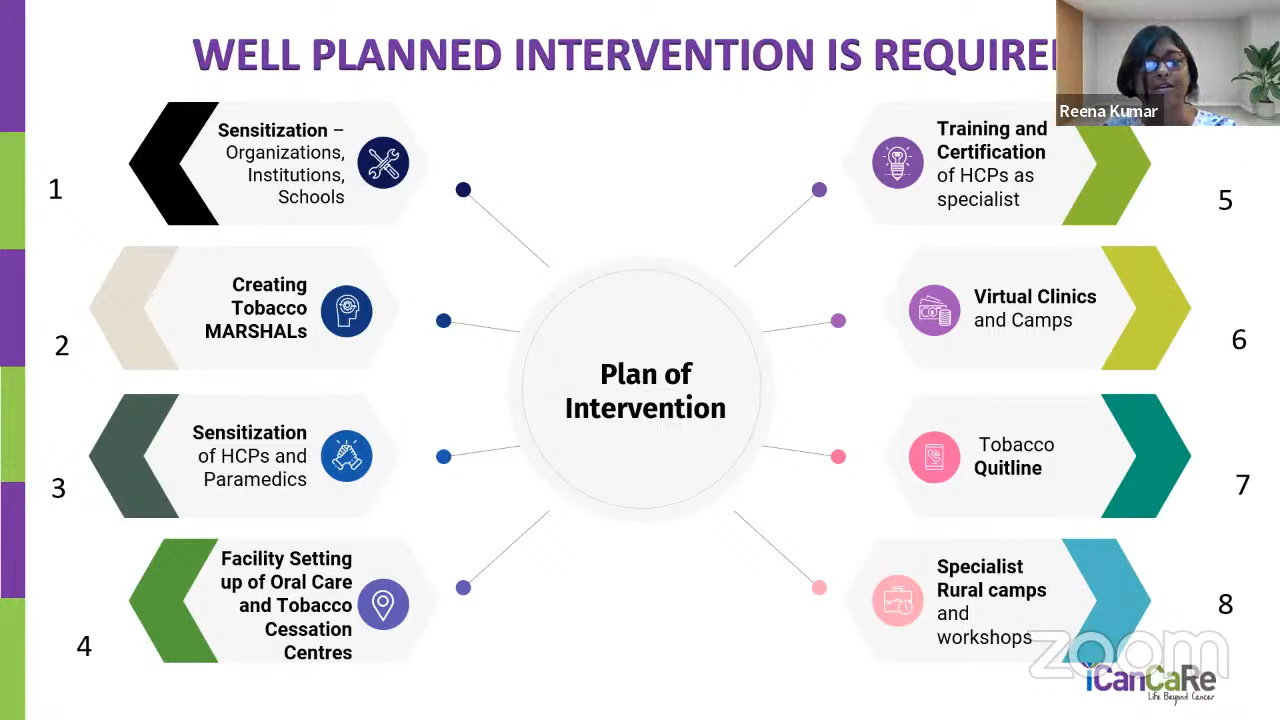 WELL PLANNED INTERVENTION IS REQUIRE
Reena Kumar
1
Sensitization –
Organizations,
Institutions,
Schools
2
Creating
Tobacco
MARSHALs
3
Sensitization
of HCPs and
Paramedics
4
Facility Setting
up of Oral Care
and Tobacco
Cessation
Centres
Plan of
Intervention
5
Training and
Certification
of HCPs as
specialist
6
Virtual Clinics
and Camps
7
Tobacco
Quitline
8
Specialist
Rural camps
and
workshops
zoom
iCanCaRe
Life Beyond Cancer